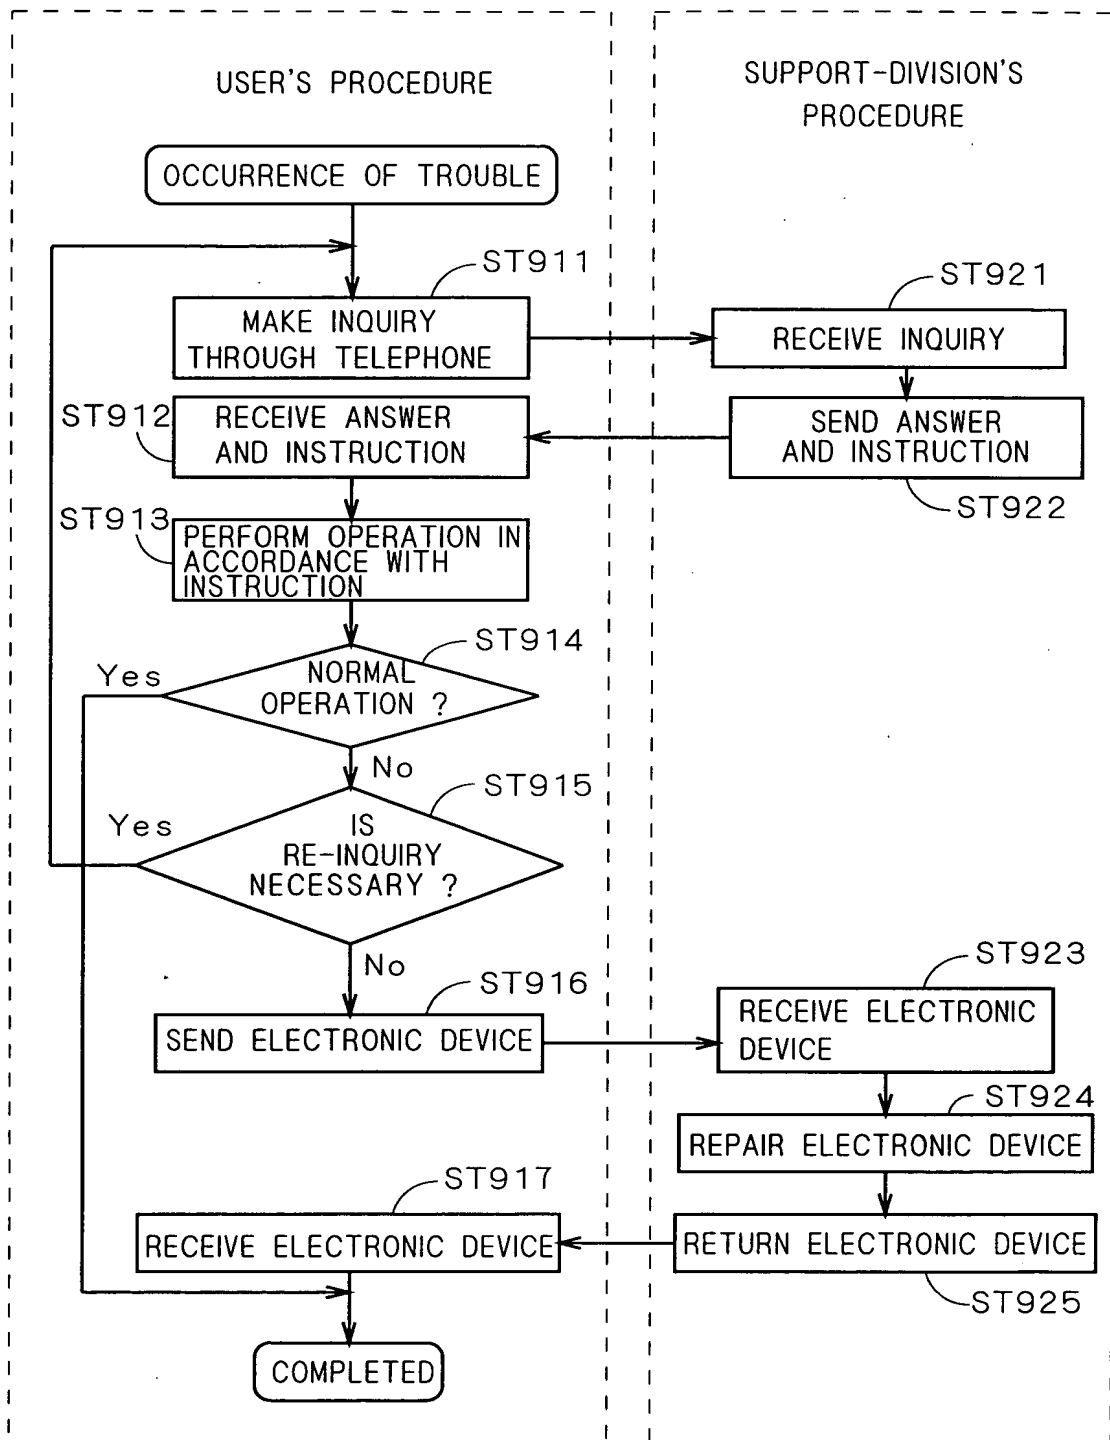 USER'S PROCEDURE
SUPPORT-DIVISION'S
PROCEDURE
OCCURRENCE OF TROUBLE
ST911
MAKE INQUIRY
THROUGH TELEPHONE
ST921
RECEIVE INQUIRY
ST912
RECEIVE ANSWER
AND INSTRUCTION
SEND ANSWER
AND INSTRUCTION
ST922
ST913
PERFORM OPERATION IN
ACCORDANCE WITH
INSTRUCTION
ST914
Yes
NORMAL
OPERATION ?
No
ST915
Yes
IS
RE-INQUIRY
NECESSARY ?
No
ST916
SEND ELECTRONIC DEVICE
ST923
RECEIVE ELECTRONIC
DEVICE
ST924
REPAIR ELECTRONIC DEVICE
ST917
RECEIVE ELECTRONIC DEVICE
RETURN ELECTRONIC DEVICE
ST925
COMPLETED